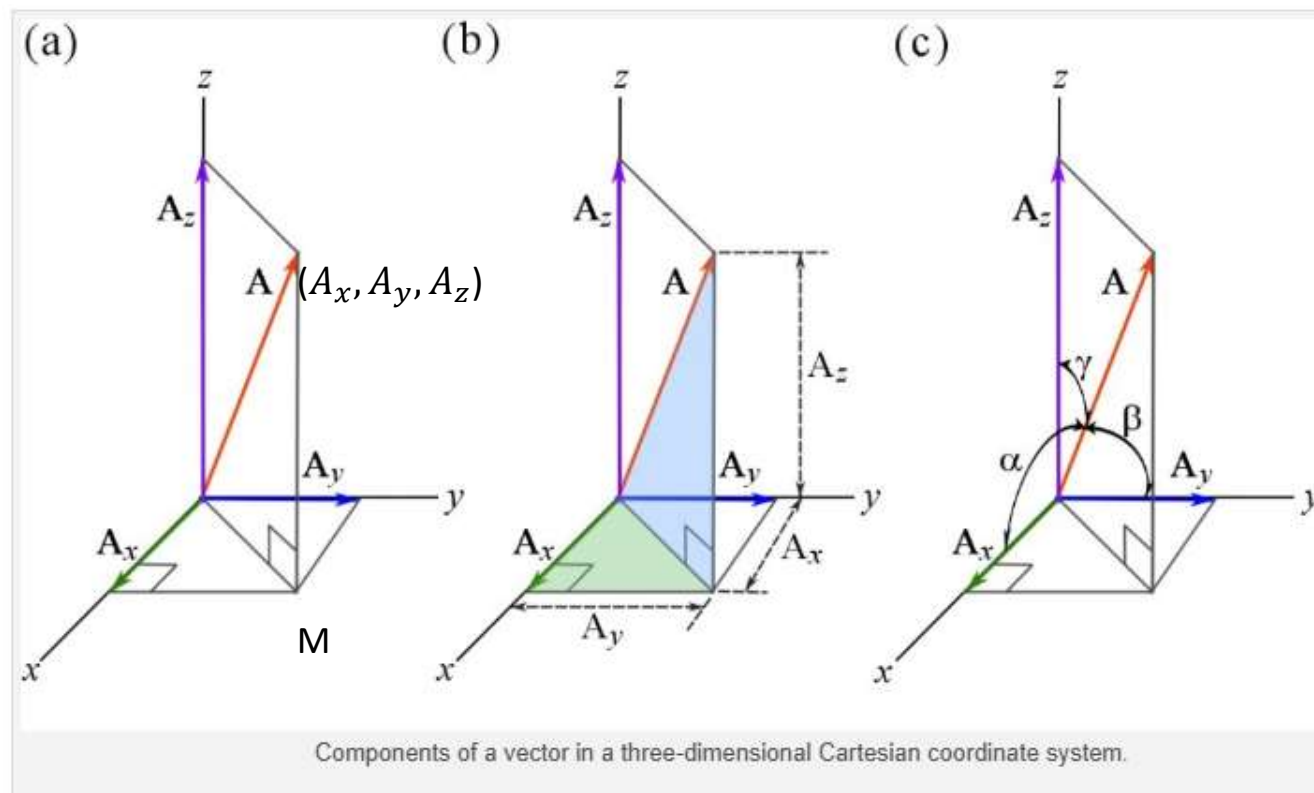 (a)
(b)
(c)
z
z
z
A_z
A_z
A_z
A (A_x, A_y, A_z)
A
A
A_z
γ
β
α
A_y
A_y
A_y
y
y
y
A_x
A_x
A_x
A_x
A_y
M
x
x
x
Components of a vector in a three-dimensional Cartesian coordinate system.